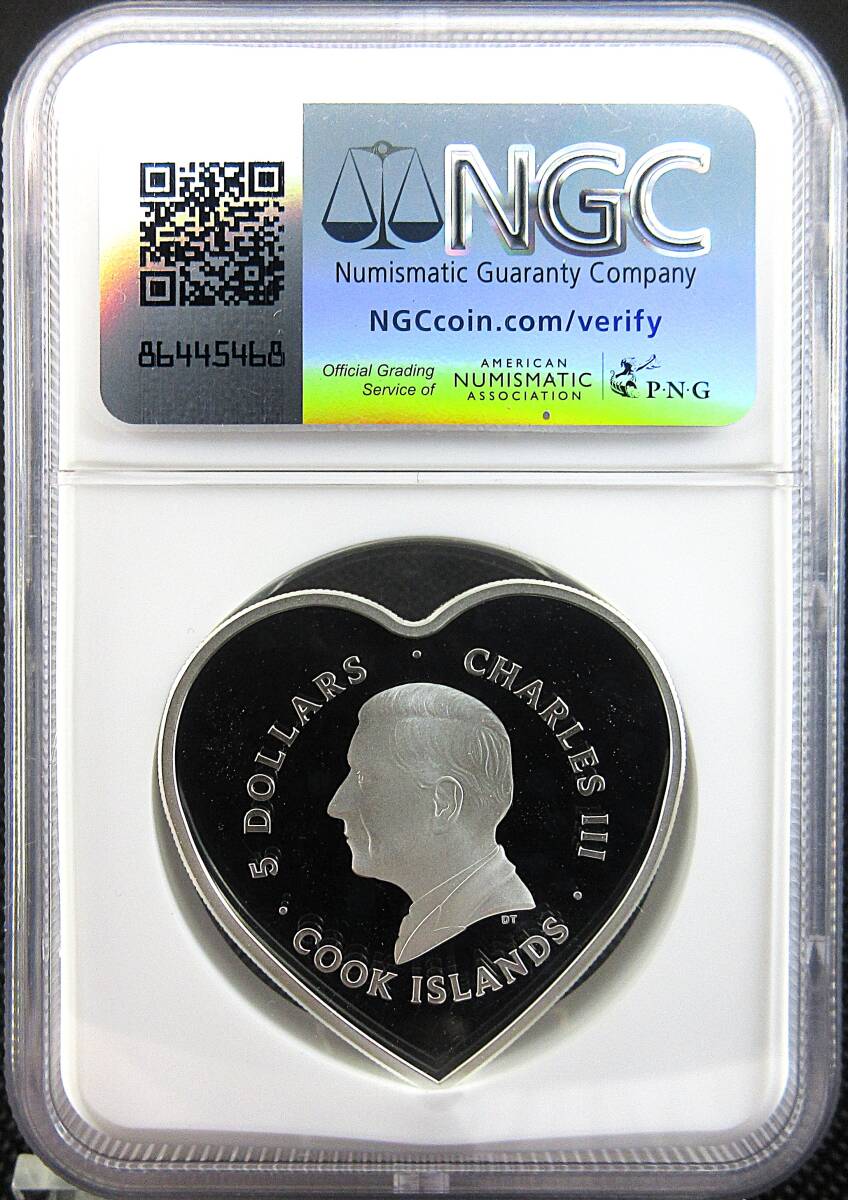 NGC
Numismatic Guaranty Company
NGCcoin.com/verify
86445468
Official Grading
Service of
AMERICAN
NUMISMATIC
ASSOCIATION
P·N·G
5 DOLLARS · CHARLES III
· COOK ISLANDS ·
DT